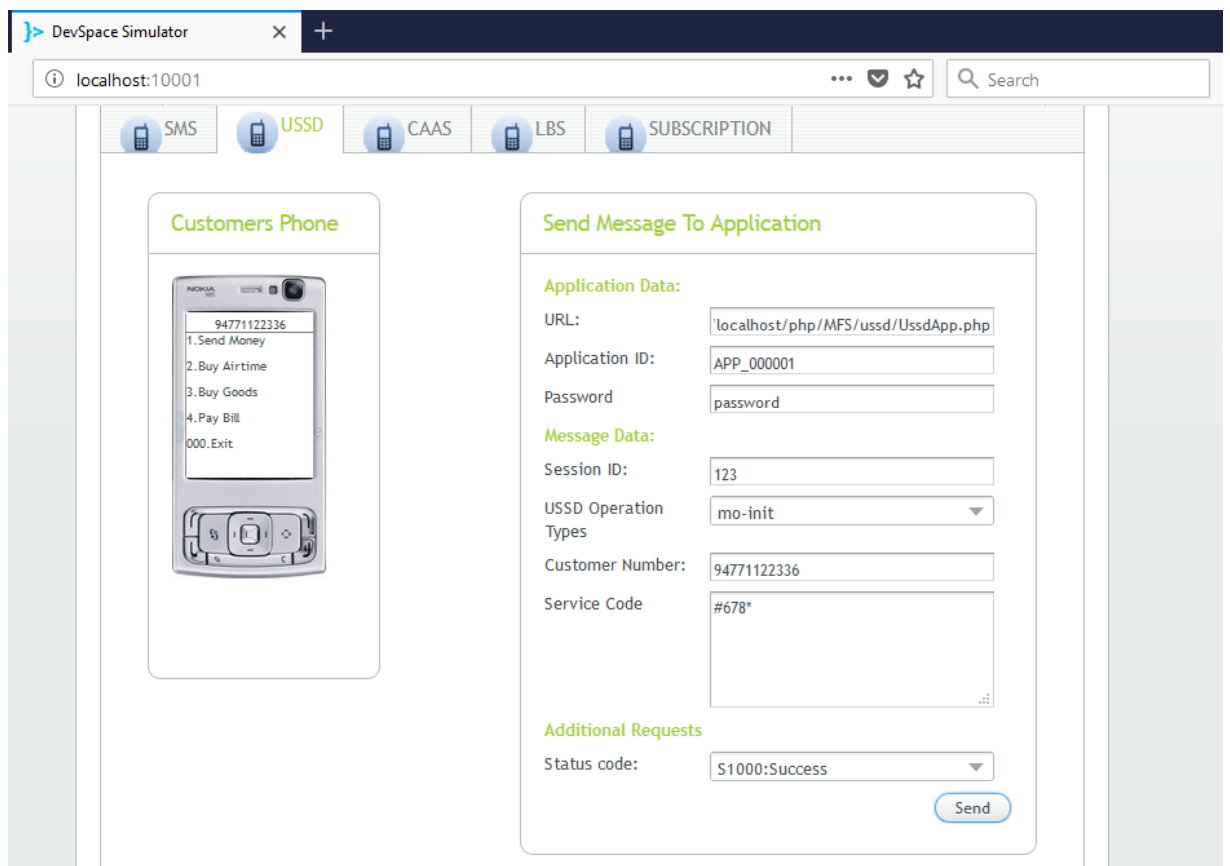 DevSpace Simulator
localhost:10001
Search
SMS
USSD
CAAS
LBS
SUBSCRIPTION
Customers Phone
NOKIA
94771122336
1.Send Money
2.Buy Airtime
3.Buy Goods
4.Pay Bill
000.Exit
Send Message To Application
Application Data:
URL:
localhost/php/MFS/ussd/UssdApp.php
Application ID:
APP_000001
Password
password
Message Data:
Session ID:
123
USSD Operation
Types
mo-init
Customer Number:
94771122336
Service Code
#678*
Additional Requests
Status code:
S1000:Success
Send